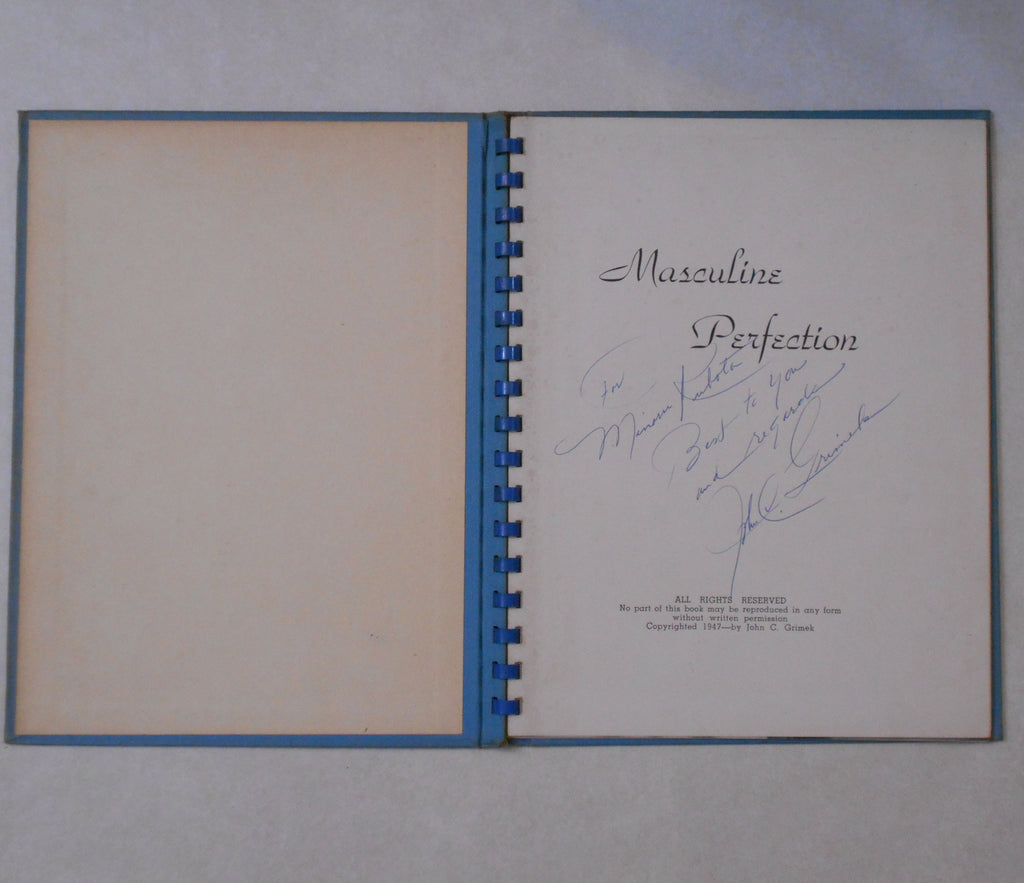 Masculine
Perfection
For
Minoru Kubota
Best to You
and regards
John C. Grimek
ALL RIGHTS RESERVED
No part of this book may be reproduced in any form
without written permission
Copyrighted 1947—by John C. Grimek